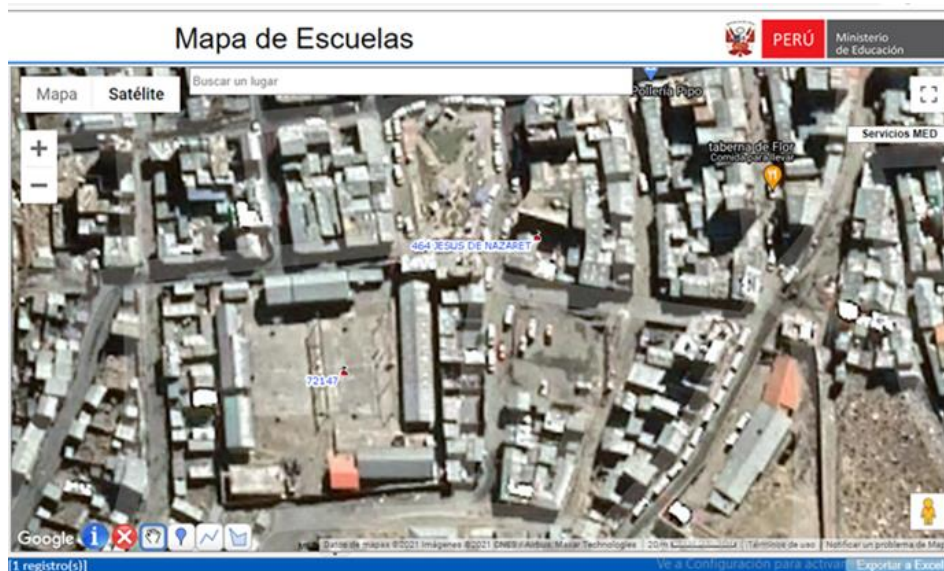 Mapa de Escuelas
PERÚ
Ministerio
de Educación
Mapa
Satélite
Buscar un lugar
Pollería Pipo
Servicios MED
taberna de Flor
Comida para llevar
464 JESUS DE NAZARET
72147
Google
Datos de mapas ©2021 Imágenes ©2021 CNES / Airbus, Maxar Technologies
20 m
Términos de uso
Notificar un problema de Map
[1 registro(s)]
Ve a Configuración para activar
Exportar a Excel